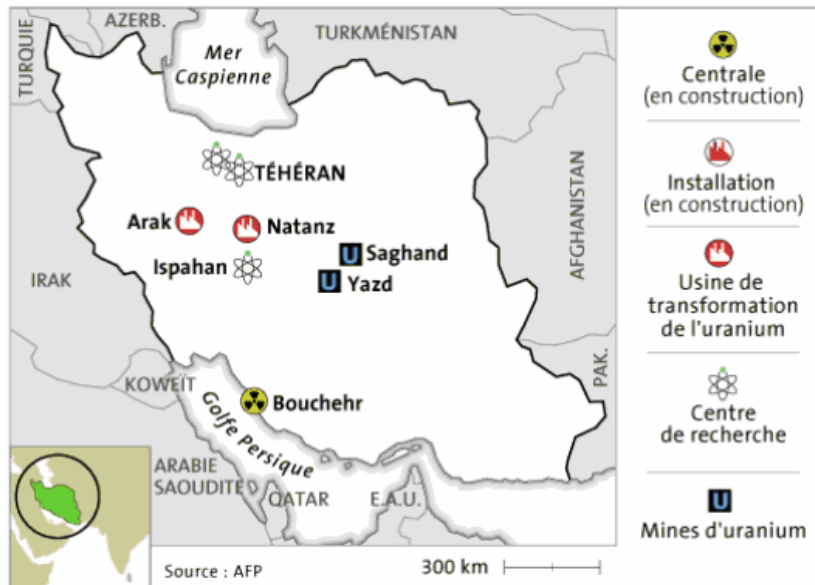 AZERB.
TURQUIE
Mer
Caspienne
TURKMÉNISTAN
TÉHÉRAN
Arak
Natanz
Ispahan
U Saghand
U Yazd
IRAK
AFGHANISTAN
PAK.
KOWEÏT
Bouchehr
Golfe Persique
ARABIE
SAOUDITE
QATAR
E.A.U.
Source : AFP
300 km
Centrale
(en construction)
Installation
(en construction)
Usine de
transformation
de l'uranium
Centre
de recherche
U
Mines d'uranium